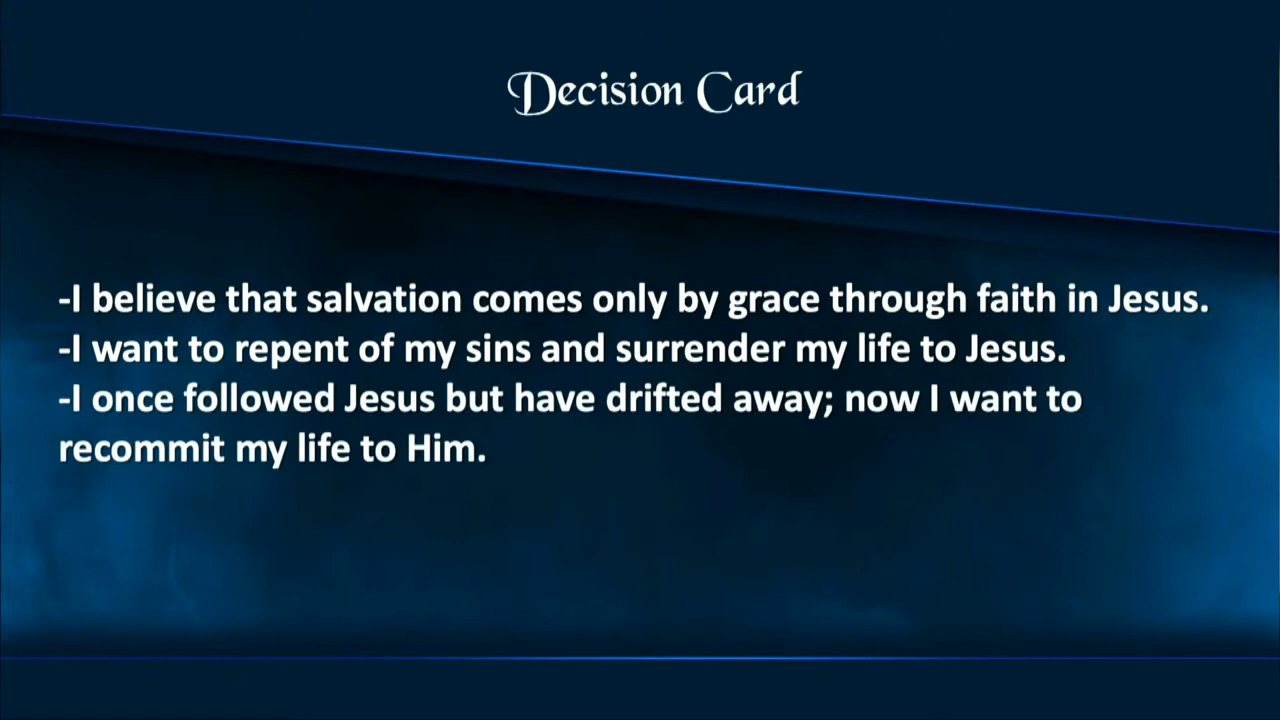 Decision Card
-I believe that salvation comes only by grace through faith in Jesus.
-I want to repent of my sins and surrender my life to Jesus.
-I once followed Jesus but have drifted away; now I want to
recommit my life to Him.